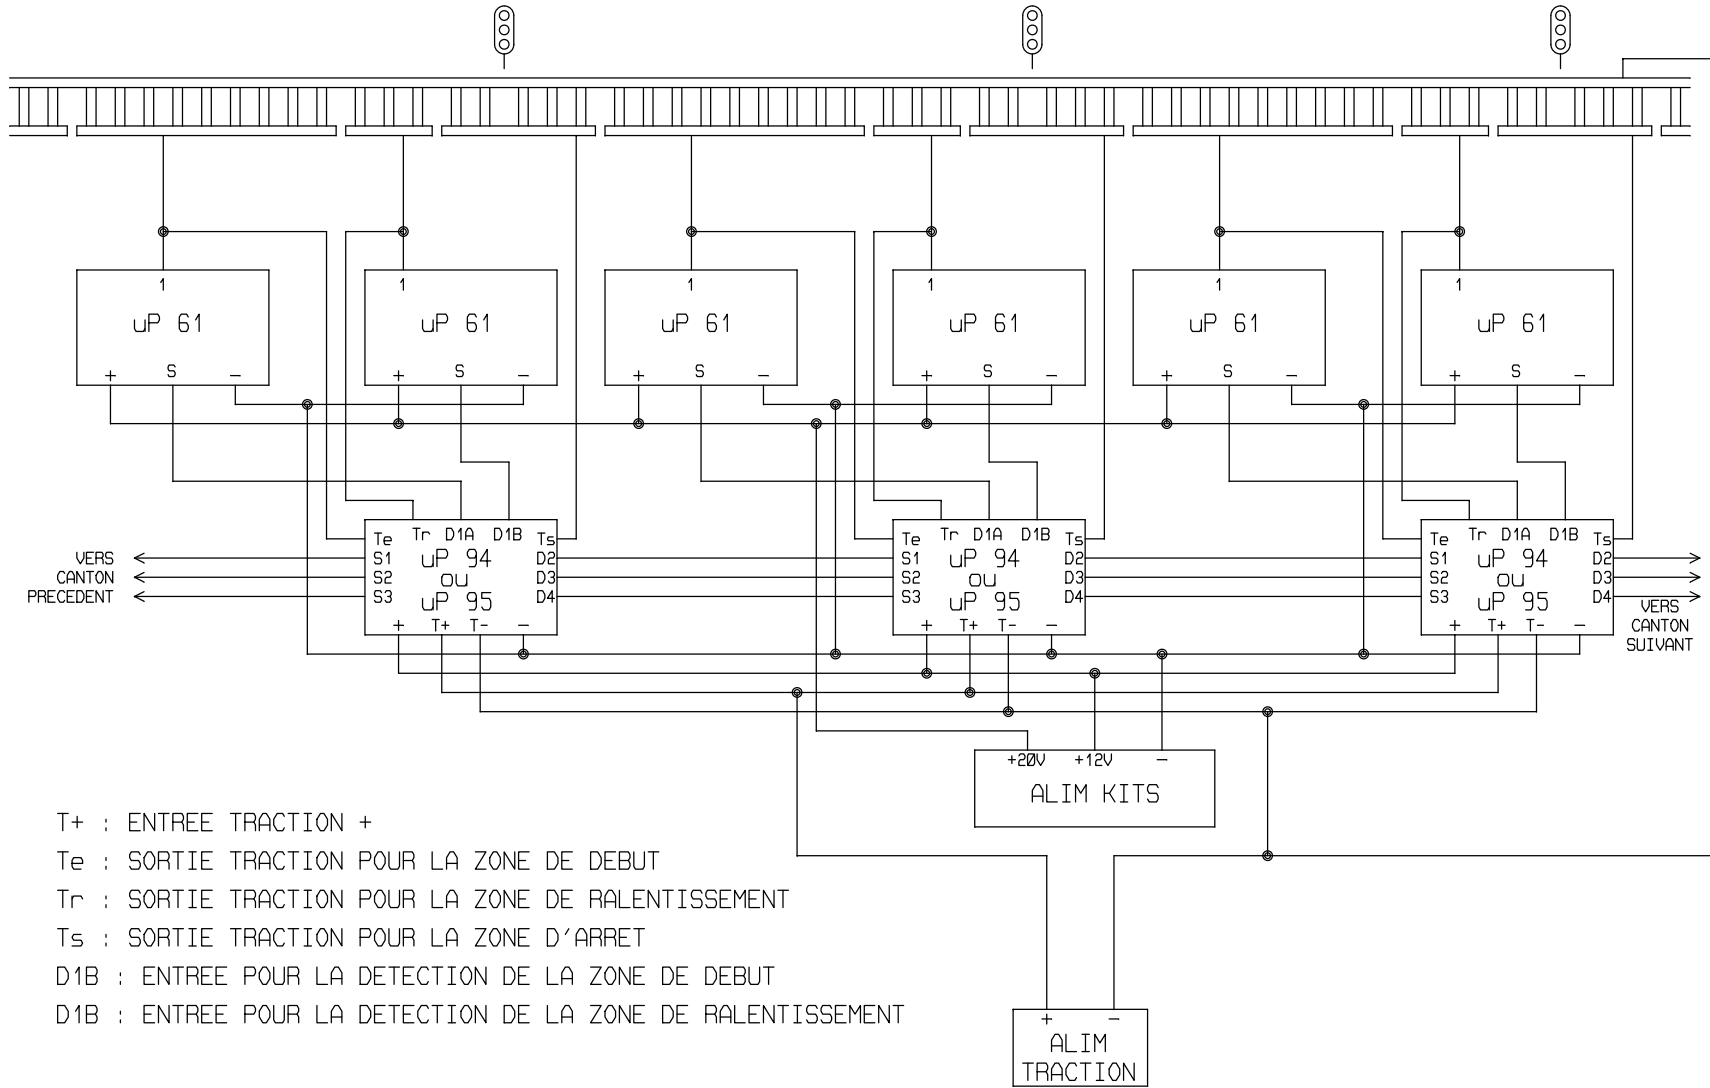 1 1 1 1 1 1
uP 61 uP 61 uP 61 uP 61 uP 61 uP 61
+ S − + S − + S − + S − + S − + S −
Te Tr D1A D1B Ts Te Tr D1A D1B Ts Te Tr D1A D1B Ts
VERS S1 uP 94 D2 S1 uP 94 D2 S1 uP 94 D2
CANTON S2 ou D3 S2 ou D3 S2 ou D3
PRECEDENT S3 uP 95 D4 S3 uP 95 D4 S3 uP 95 D4
VERS
+ T+ T− − + T+ T− − + T+ T− − CANTON
SUIVANT
+20V +12V −
ALIM KITS
T+ : ENTREE TRACTION +
Te : SORTIE TRACTION POUR LA ZONE DE DEBUT
Tr : SORTIE TRACTION POUR LA ZONE DE RALENTISSEMENT
Ts : SORTIE TRACTION POUR LA ZONE D'ARRET
D1B : ENTREE POUR LA DETECTION DE LA ZONE DE DEBUT
D1B : ENTREE POUR LA DETECTION DE LA ZONE DE RALENTISSEMENT
+ −
ALIM
TRACTION